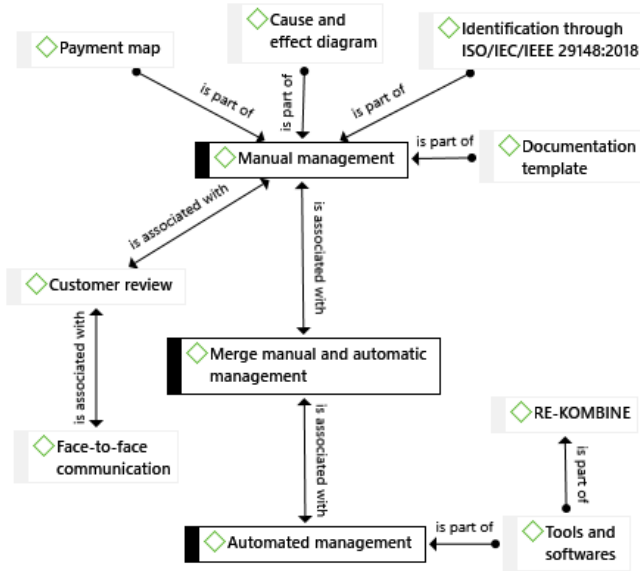 Payment map
Cause and
effect diagram
Identification through
ISO/IEC/IEEE 29148:2018
is part of
is part of
is part of
Manual management
is part of
Documentation
template
is associated with
is associated with
Customer review
is associated with
Merge manual and automatic
management
Face-to-face
communication
is associated with
RE-KOMBINE
is part of
Automated management
is part of
Tools and
softwares